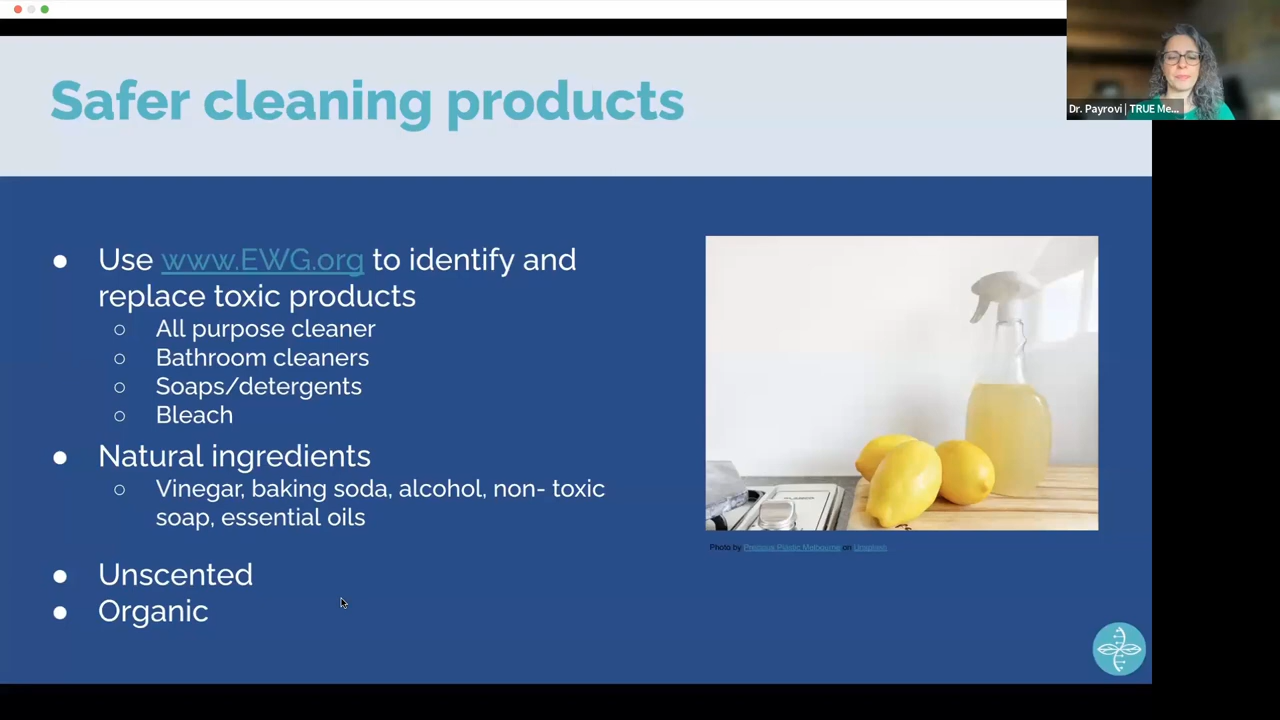 Safer cleaning products
Dr. Payrovi | TRUE Me...
● Use www.EWG.org to identify and
replace toxic products
○ All purpose cleaner
○ Bathroom cleaners
○ Soaps/detergents
○ Bleach
● Natural ingredients
○ Vinegar, baking soda, alcohol, non- toxic
soap, essential oils
● Unscented
● Organic
Photo by Precious Plastic Melbourne on Unsplash